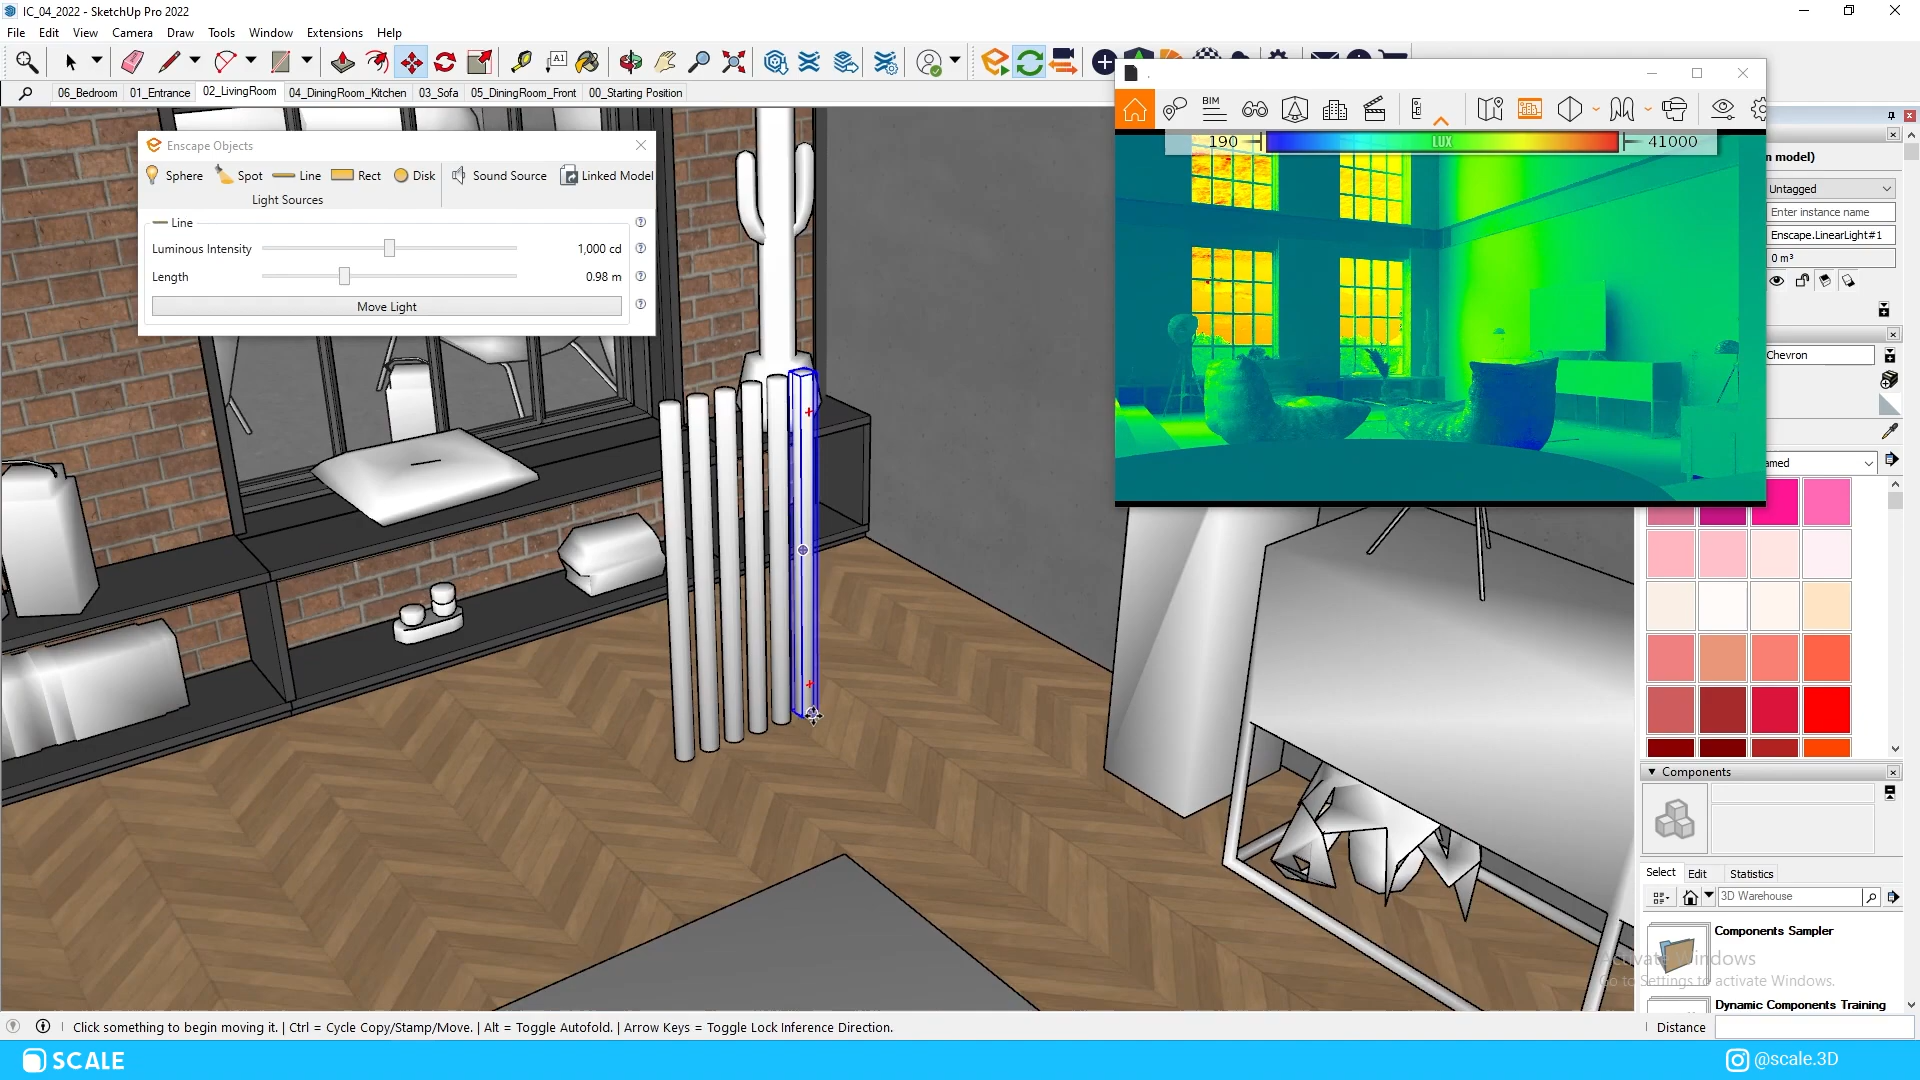 IC_04_2022 - SketchUp Pro 2022
File Edit View Camera Draw Tools Window Extensions Help
A1
06_Bedroom 01_Entrance 02_LivingRoom 04_DiningRoom_Kitchen 03_Sofa 05_DiningRoom_Front 00_Starting Position
.
BIM
190 LUX 41000
Enscape Objects
Sphere Spot Line Rect Disk Sound Source Linked Model
Light Sources
Line
Luminous Intensity 1,000 cd
Length 0.98 m
Move Light
n model)
Untagged
Enter instance name
Enscape.LinearLight#1
0 m³
Chevron
amed
Components
Select Edit Statistics
3D Warehouse
Components Sampler
Activate Windows
Go to Settings to activate Windows.
Dynamic Components Training
Click something to begin moving it. | Ctrl = Cycle Copy/Stamp/Move. | Alt = Toggle Autofold. | Arrow Keys = Toggle Lock Inference Direction.
Distance
SCALE
@scale.3D